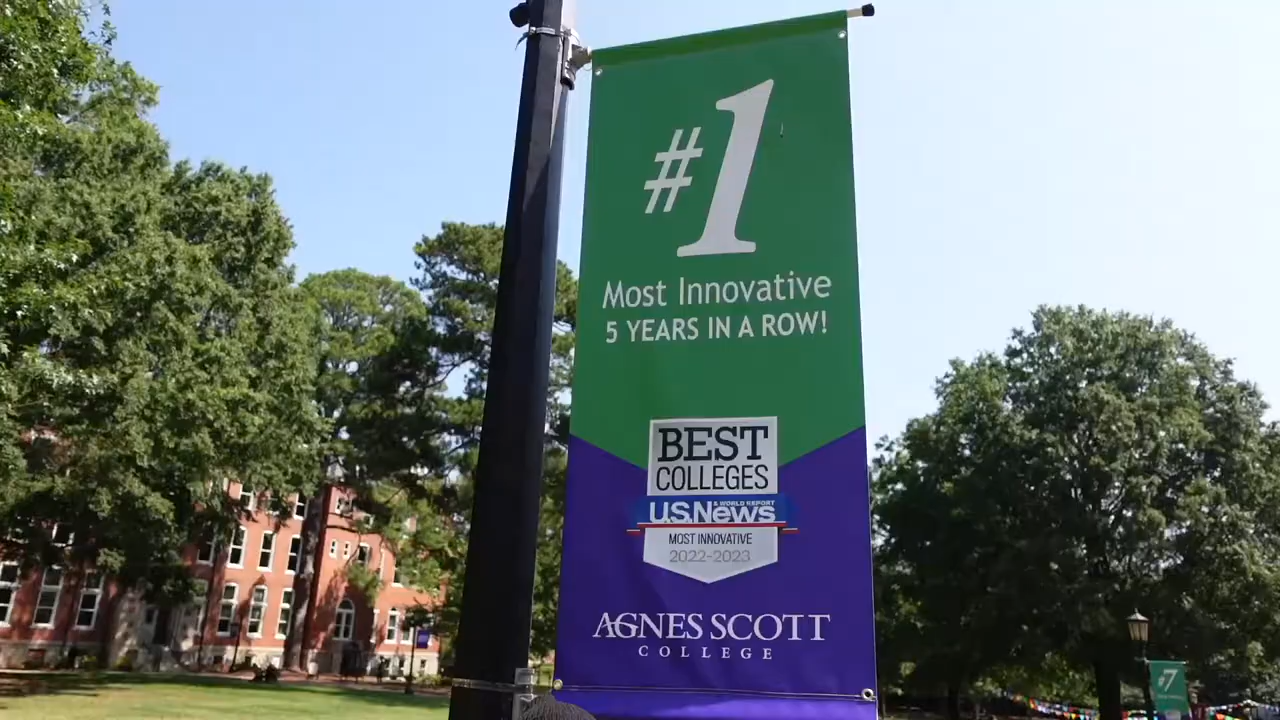 #1
Most Innovative
5 YEARS IN A ROW!
BEST
COLLEGES
U.S. News & WORLD REPORT
MOST INNOVATIVE
2022-2023
AGNES SCOTT
COLLEGE
#7